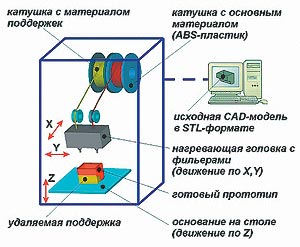 катушка с материалом
поддержек
катушка с основным
материалом
(ABS-пластик)
исходная CAD-модель
в STL-формате
X
Y
нагревающая головка с
фильерами
(движение по X,Y)
Z
готовый прототип
удаляемая поддержка
основание на столе
(движение по Z)